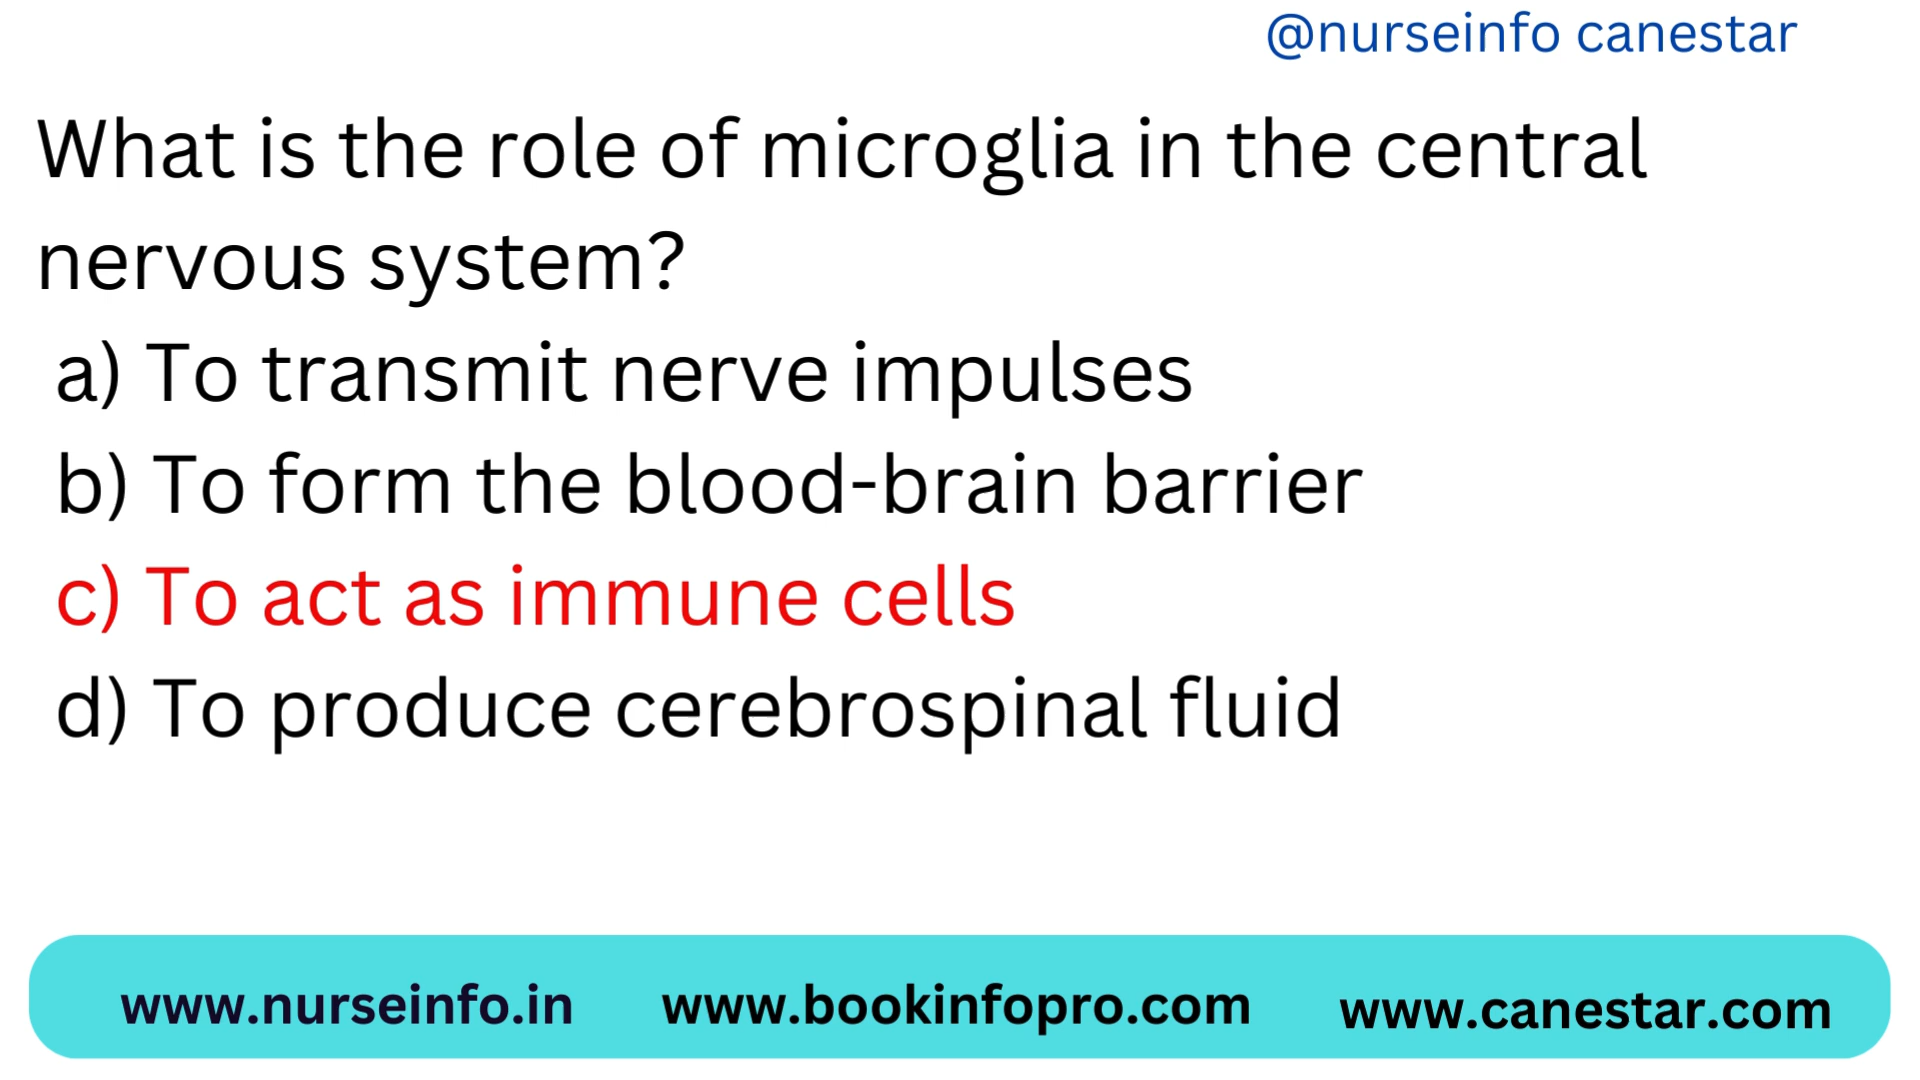 @nurseinfo canestar
What is the role of microglia in the central
nervous system?
a) To transmit nerve impulses
b) To form the blood-brain barrier
c) To act as immune cells
d) To produce cerebrospinal fluid
www.nurseinfo.in www.bookinfopro.com www.canestar.com